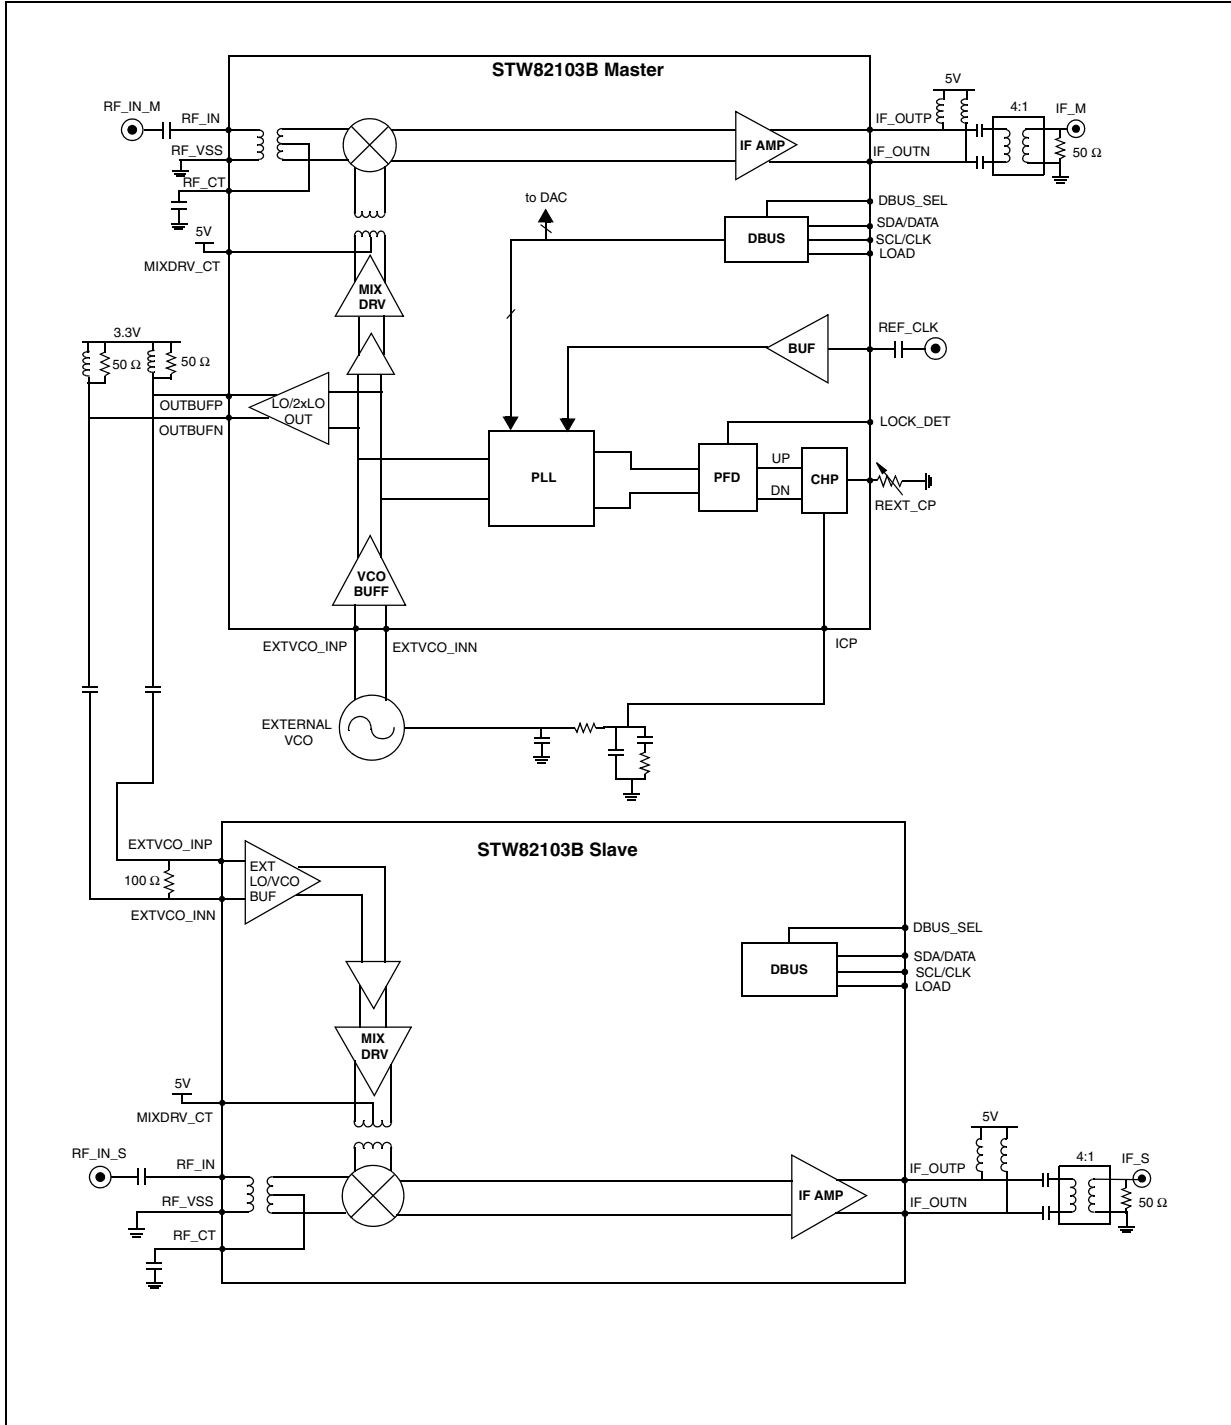 STW82103B Master
RF_IN_M
RF_IN
RF_VSS
RF_CT
5V
MIXDRV_CT
MIX
DRV
IF AMP
IF_OUTP
IF_OUTN
5V
4:1
IF_M
50 Ω
to DAC
DBUS
DBUS_SEL
SDA/DATA
SCL/CLK
LOAD
BUF
REF_CLK
3.3V
50 Ω
50 Ω
OUTBUFP
OUTBUFN
LO/2xLO
OUT
PLL
PFD
UP
DN
CHP
LOCK_DET
REXT_CP
VCO
BUFF
EXTVCO_INP
EXTVCO_INN
ICP
EXTERNAL
VCO
STW82103B Slave
EXTVCO_INP
100 Ω
EXTVCO_INN
EXT
LO/VCO
BUF
DBUS
DBUS_SEL
SDA/DATA
SCL/CLK
LOAD
MIX
DRV
5V
MIXDRV_CT
RF_IN_S
RF_IN
RF_VSS
RF_CT
IF AMP
IF_OUTP
IF_OUTN
5V
4:1
IF_S
50 Ω